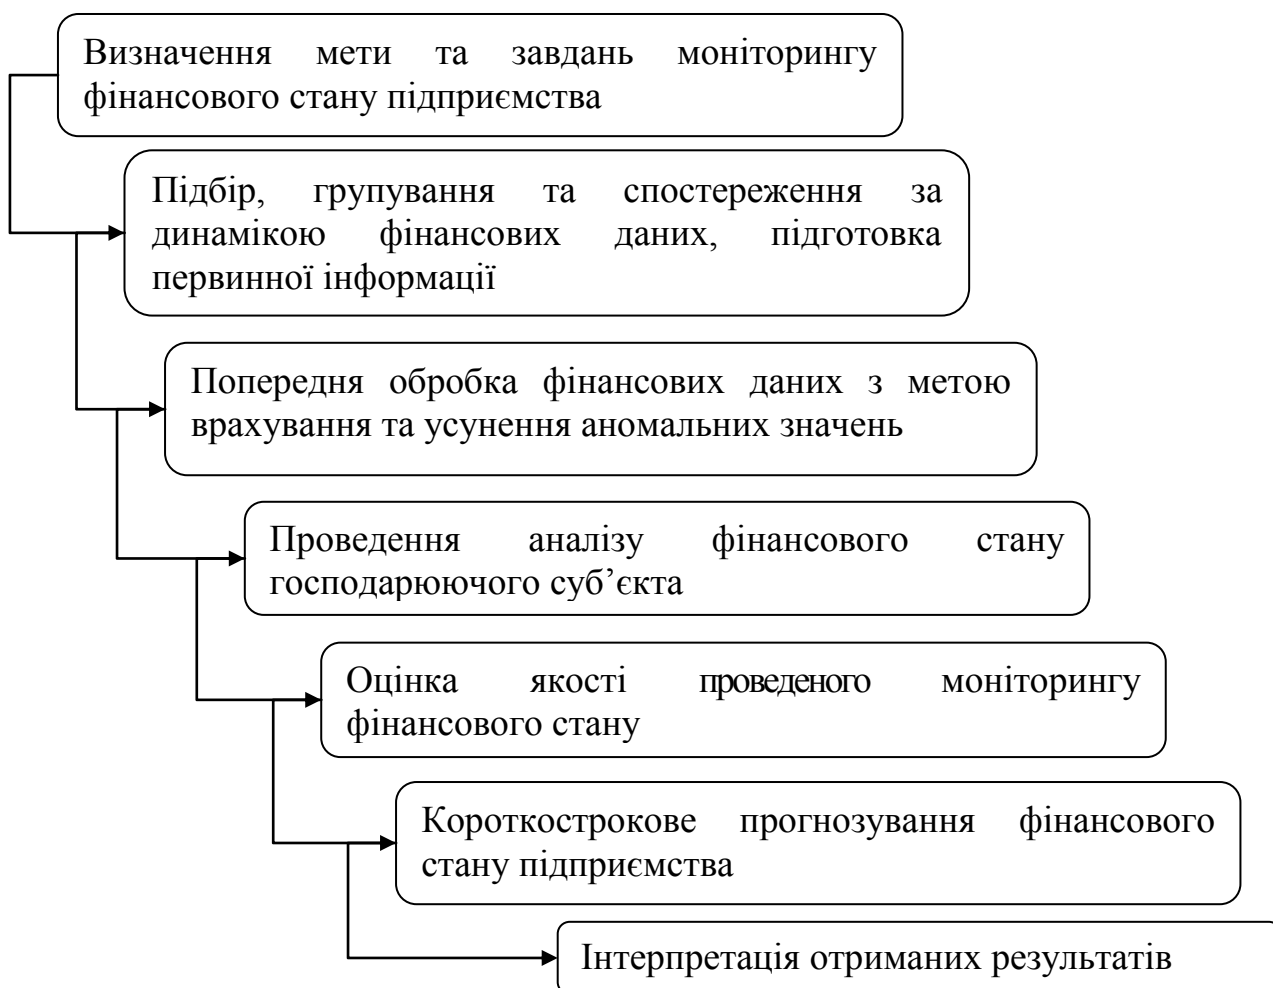 Визначення мети та завдань моніторингу
фінансового стану підприємства
Підбір, групування та спостереження за
динамікою фінансових даних, підготовка
первинної інформації
Попередня обробка фінансових даних з метою
врахування та усунення аномальних значень
Проведення аналізу фінансового стану
господарюючого суб’єкта
Оцінка якості проведеного моніторингу
фінансового стану
Короткострокове прогнозування фінансового
стану підприємства
Інтерпретація отриманих результатів